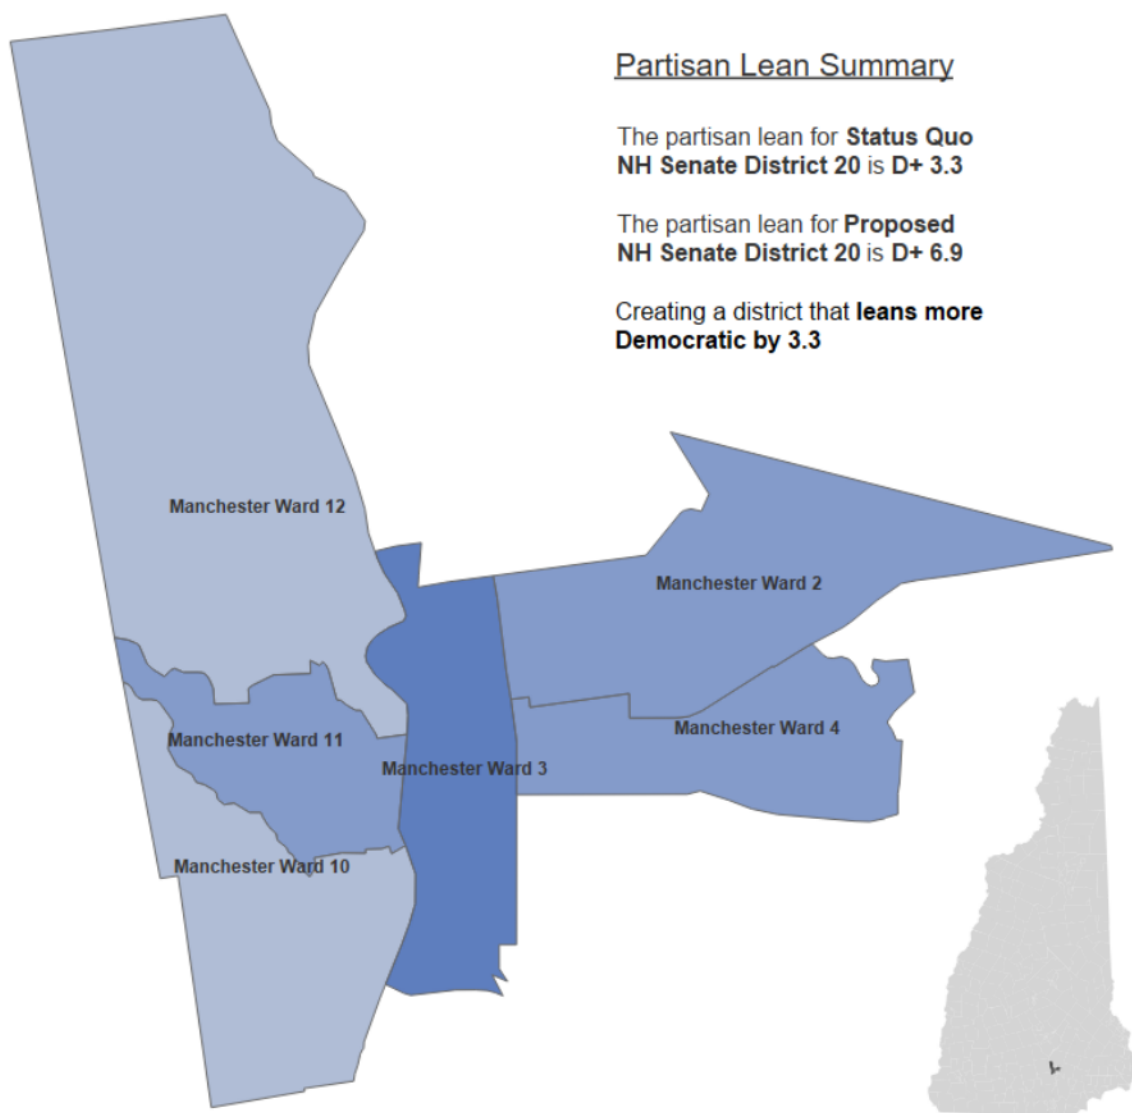 Partisan Lean Summary
The partisan lean for Status Quo
NH Senate District 20 is D+ 3.3
The partisan lean for Proposed
NH Senate District 20 is D+ 6.9
Creating a district that leans more
Democratic by 3.3
Manchester Ward 12
Manchester Ward 2
Manchester Ward 4
Manchester Ward 11
Manchester Ward 3
Manchester Ward 10